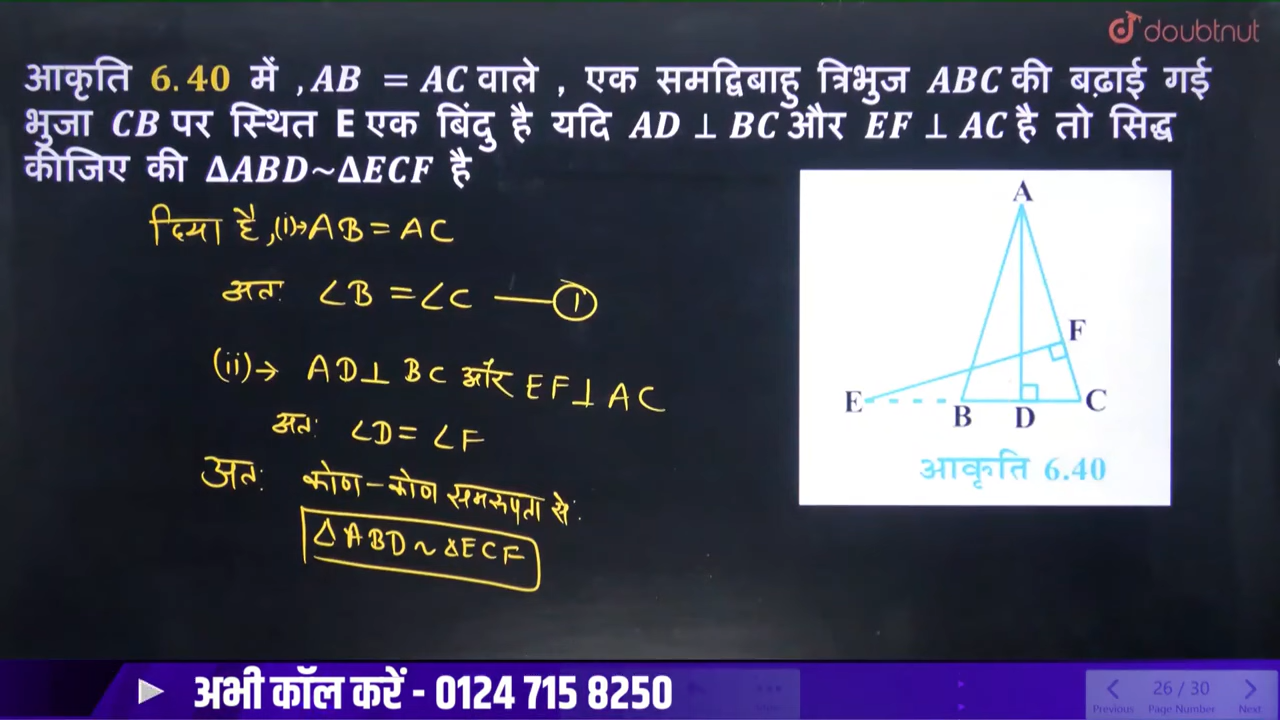 doubtnut
आकृति 6.40 में ,AB = AC वाले , एक समद्विबाहु त्रिभुज ABC की बढ़ाई गई
भुजा CB पर स्थित E एक बिंदु है यदि AD ⊥ BC और EF ⊥ AC है तो सिद्ध
कीजिए की ΔABD~ΔECF है
दिया है,(i)→AB = AC
अतः ∠B = ∠C —— ①
(ii)→ AD⊥ BC और EF⊥ AC
अतः ∠D = ∠F
अतः कोण-कोण समरूपता से:
Δ ABD ~ ΔECF
A
F
E
B
D
C
आकृति 6.40
अभी कॉल करें - 0124 715 8250
26 / 30
Previous Page Number Next